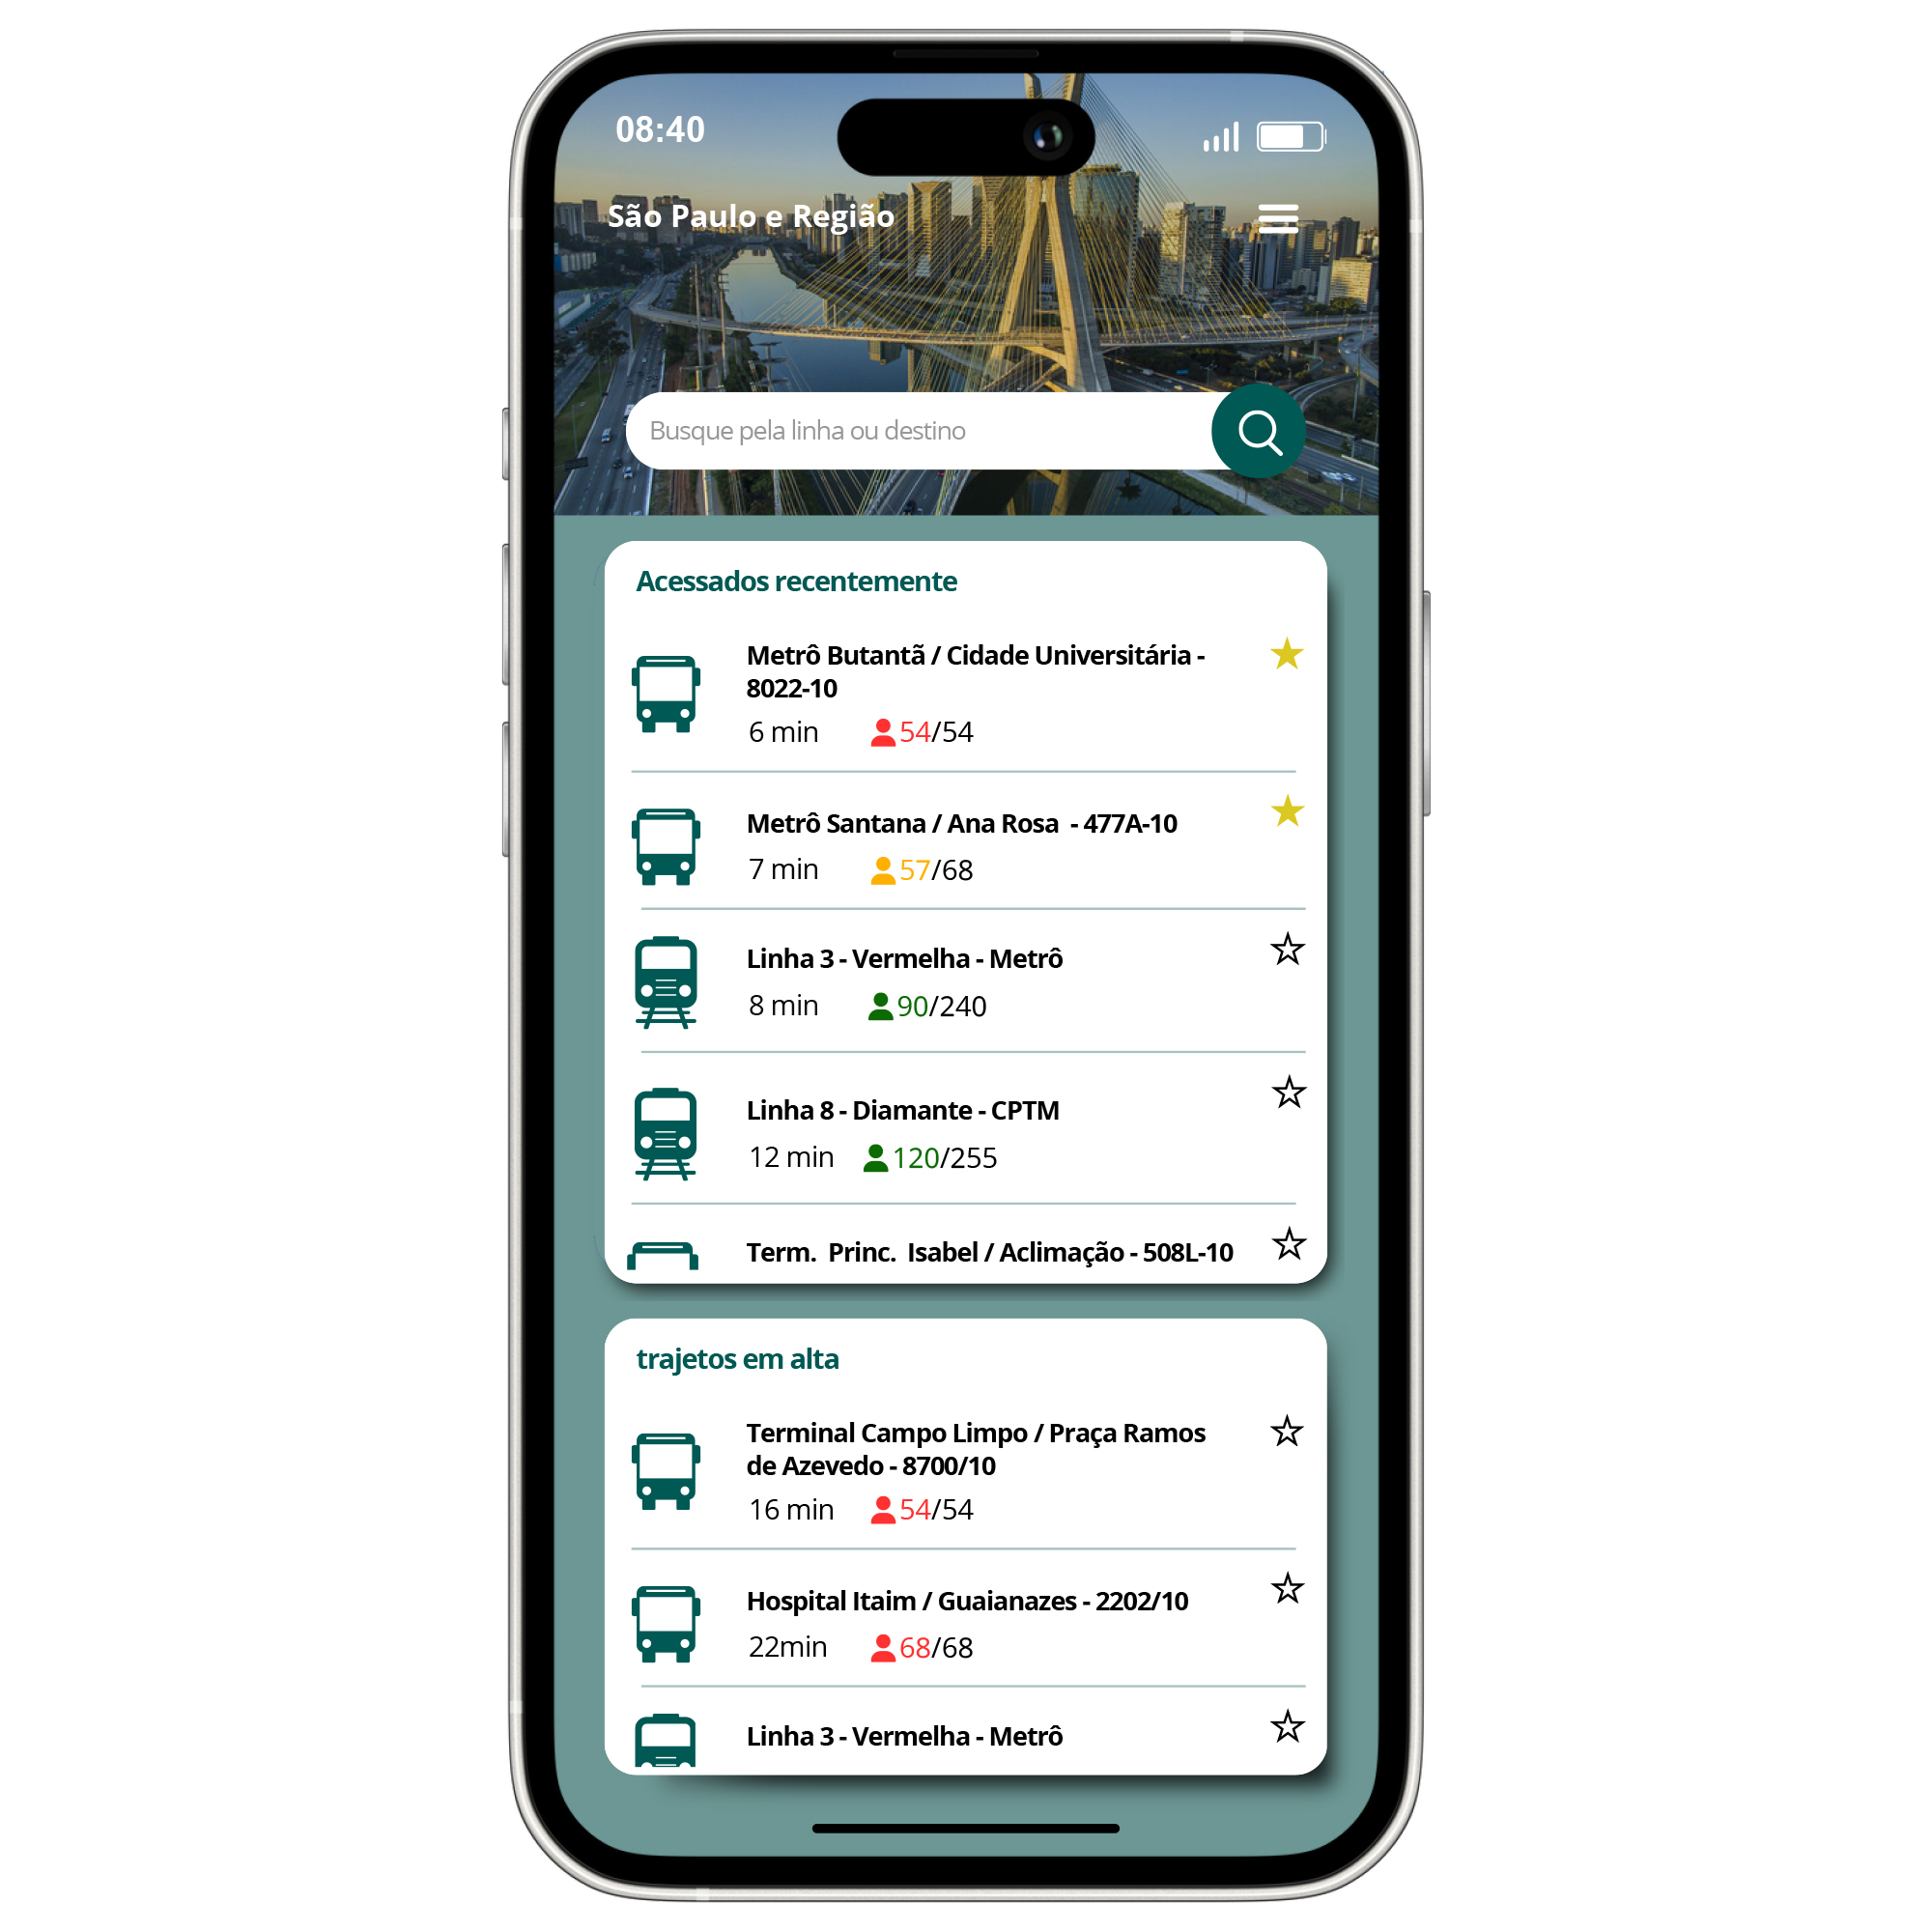 08:40
São Paulo e Região
Busque pela linha ou destino
Acessados recentemente
Metrô Butantã / Cidade Universitária -
8022-10
6 min 54/54
Metrô Santana / Ana Rosa - 477A-10
7 min 57/68
Linha 3 - Vermelha - Metrô
8 min 90/240
Linha 8 - Diamante - CPTM
12 min 120/255
Term. Princ. Isabel / Aclimação - 508L-10
trajetos em alta
Terminal Campo Limpo / Praça Ramos
de Azevedo - 8700/10
16 min 54/54
Hospital Itaim / Guaianazes - 2202/10
22min 68/68
Linha 3 - Vermelha - Metrô